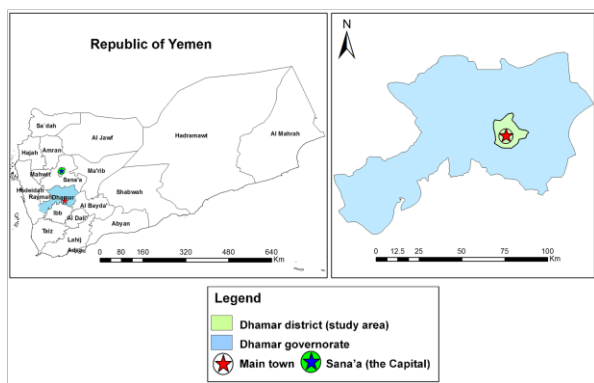 Republic of Yemen
Sa`dah
Al Jawf
Hadramawt
Al Mahrah
Hajah
Amran
Mahwit
Sana'a
Ma'rib
Shabwah
Hodeidah
Raymah
Dhamar
Al Bayda'
Ibb
Al Dali'
Abyan
Taiz
Lahij
0 80 160 320 480 640
Km
N
0 12.5 25 50 75 100
Km
Legend
Dhamar district (study area)
Dhamar governorate
Main town
Sana'a (the Capital)